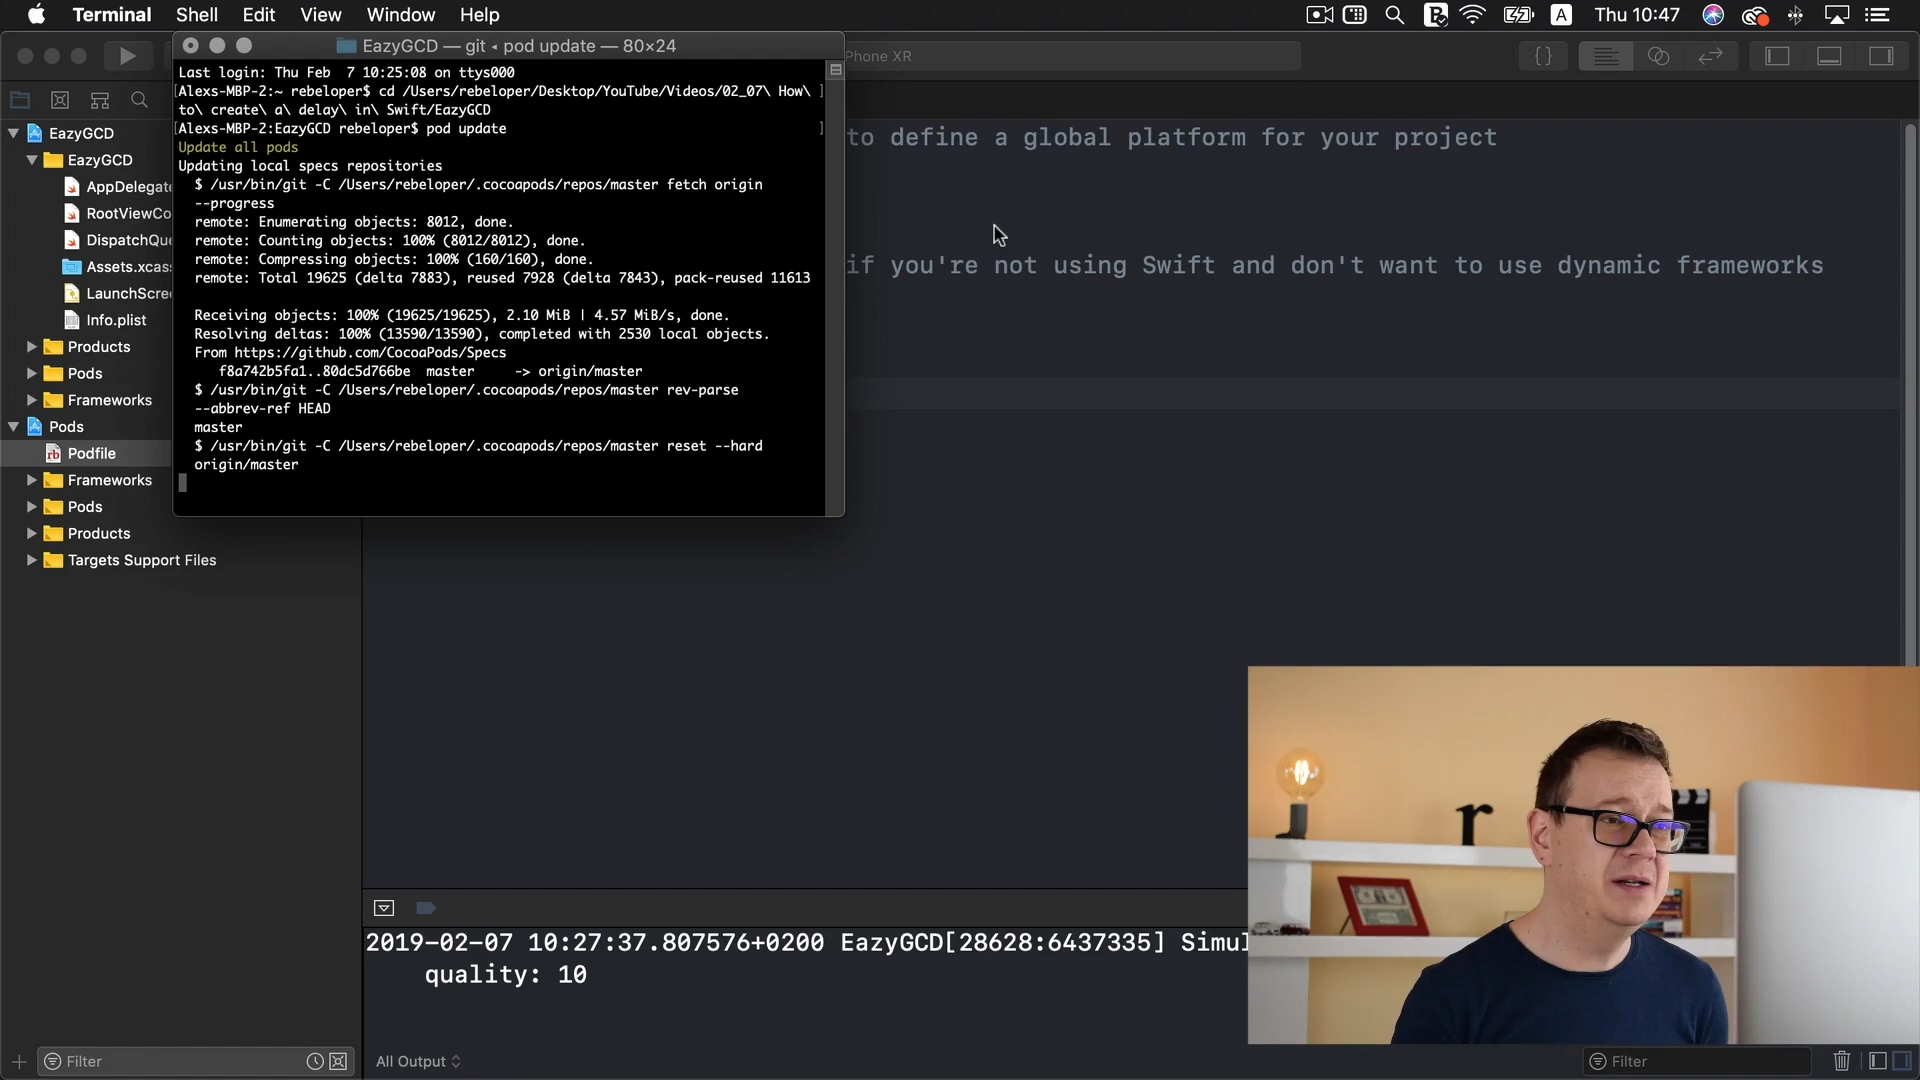 Terminal Shell Edit View Window Help Thu 10:47
EazyGCD — git ◂ pod update — 80×24
Phone XR
Last login: Thu Feb  7 10:25:08 on ttys000
[Alexs-MBP-2:~ rebeloper$ cd /Users/rebeloper/Desktop/YouTube/Videos/02_07\ How\ ]
to\ create\ a\ delay\ in\ Swift/EazyGCD
[Alexs-MBP-2:EazyGCD rebeloper$ pod update ]
Update all pods
Updating local specs repositories
$ /usr/bin/git -C /Users/rebeloper/.cocoapods/repos/master fetch origin
--progress
remote: Enumerating objects: 8012, done.
remote: Counting objects: 100% (8012/8012), done.
remote: Compressing objects: 100% (160/160), done.
remote: Total 19625 (delta 7883), reused 7928 (delta 7843), pack-reused 11613
Receiving objects: 100% (19625/19625), 2.10 MiB | 4.57 MiB/s, done.
Resolving deltas: 100% (13590/13590), completed with 2530 local objects.
From https://github.com/CocoaPods/Specs
f8a742b5fa1..80dc5d766be  master     -> origin/master
$ /usr/bin/git -C /Users/rebeloper/.cocoapods/repos/master rev-parse
--abbrev-ref HEAD
master
$ /usr/bin/git -C /Users/rebeloper/.cocoapods/repos/master reset --hard
origin/master
EazyGCD
EazyGCD
AppDelegate
RootViewCo
DispatchQue
Assets.xcass
LaunchScree
Info.plist
Products
Pods
Frameworks
Pods
Podfile
Frameworks
Pods
Products
Targets Support Files
to define a global platform for your project
if you're not using Swift and don't want to use dynamic frameworks
2019-02-07 10:27:37.807576+0200 EazyGCD[28628:6437335] Simul
quality: 10
r
Filter
All Output
Filter